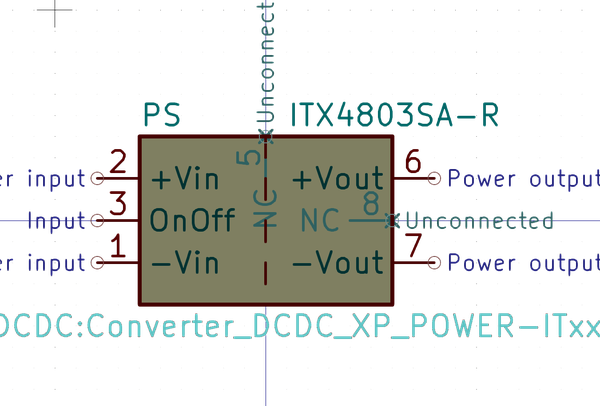 Unconnect
PS
ITX4803SA-R
5
NC
er input
2
+Vin
+Vout
6
Power output
Input
3
OnOff
NC
8
Unconnected
er input
1
-Vin
-Vout
7
Power output
DCDC:Converter_DCDC_XP_POWER-ITxx